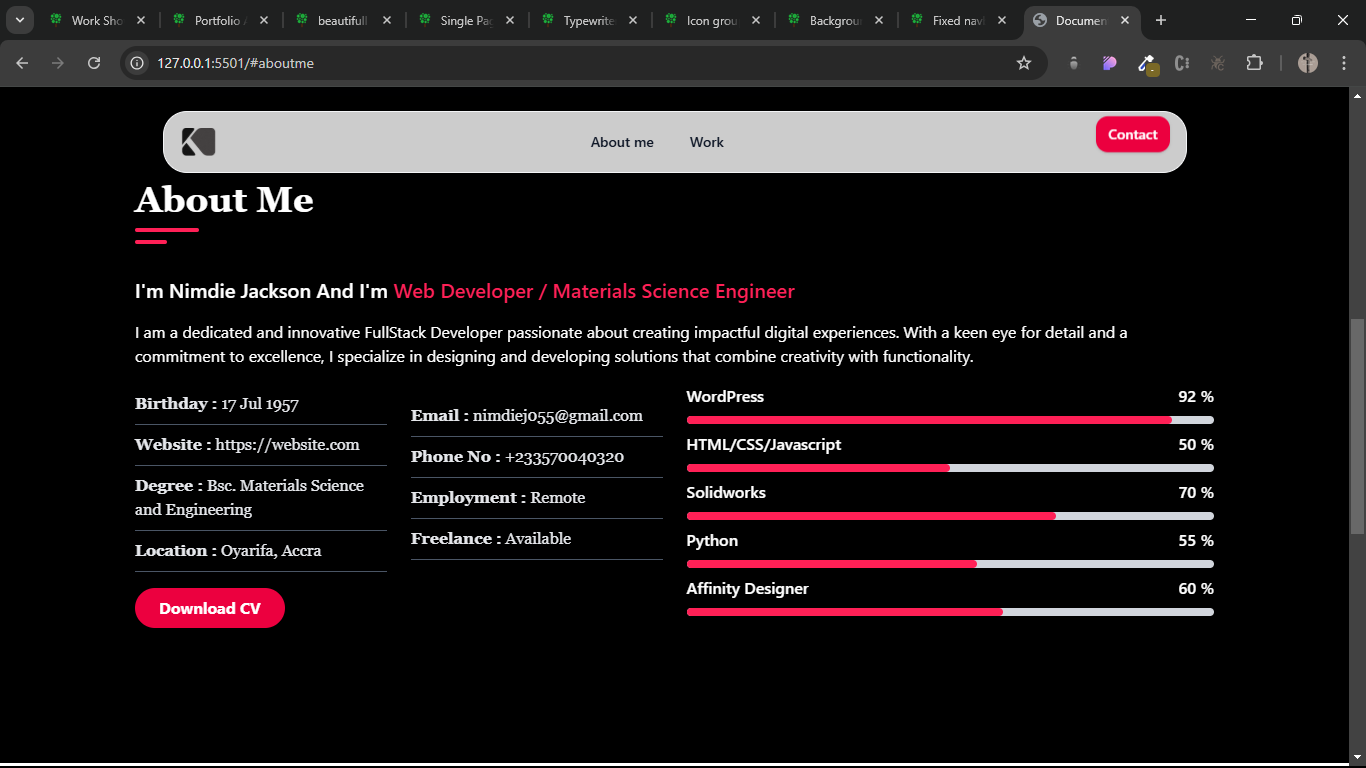 Work Sho
Portfolio
beautifull
Single Pa
Typewrite
Icon grou
Backgrou
Fixed nav
Documen
127.0.0.1:5501/#aboutme
About me
Work
Contact
About Me
I'm Nimdie Jackson And I'm Web Developer / Materials Science Engineer
I am a dedicated and innovative FullStack Developer passionate about creating impactful digital experiences. With a keen eye for detail and a
commitment to excellence, I specialize in designing and developing solutions that combine creativity with functionality.
Birthday : 17 Jul 1957
Website : https://website.com
Degree : Bsc. Materials Science
and Engineering
Location : Oyarifa, Accra
Download CV
Email : nimdiej055@gmail.com
Phone No : +233570040320
Employment : Remote
Freelance : Available
WordPress 92 %
HTML/CSS/Javascript 50 %
Solidworks 70 %
Python 55 %
Affinity Designer 60 %